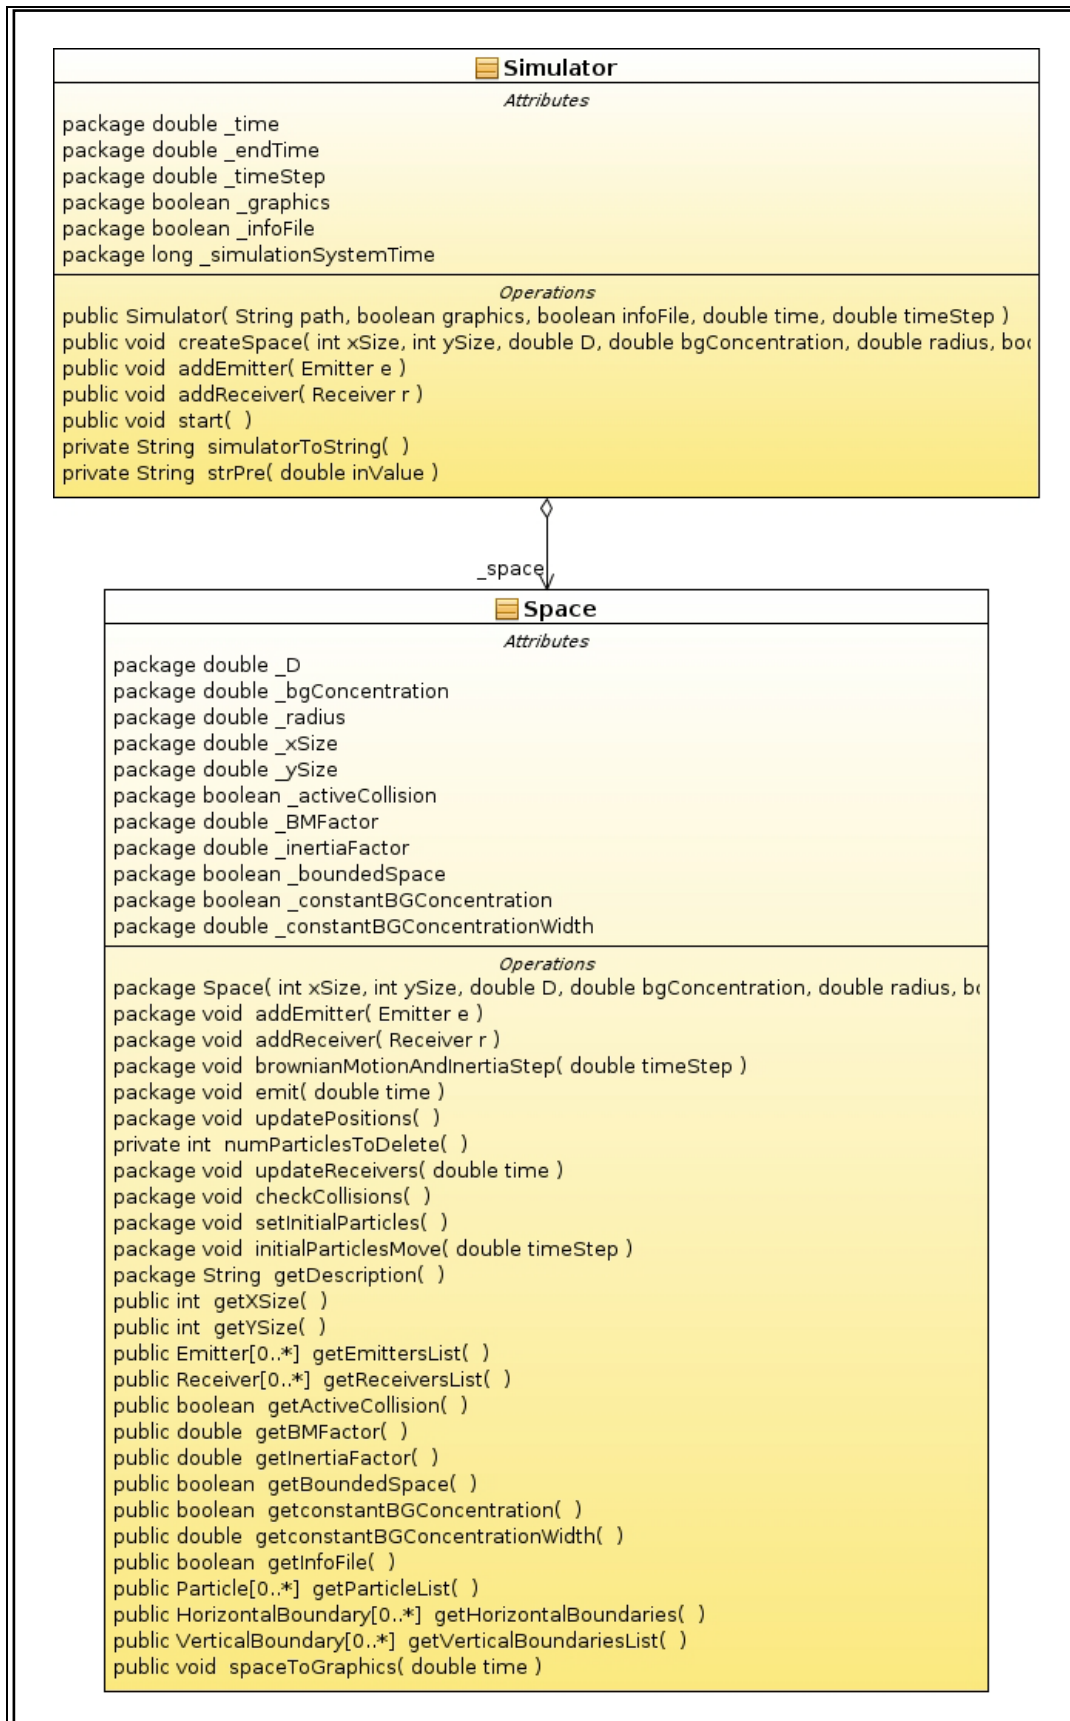 Simulator
Attributes
package double _time
package double _endTime
package double _timeStep
package boolean _graphics
package boolean _infoFile
package long _simulationSystemTime
Operations
public Simulator( String path, boolean graphics, boolean infoFile, double time, double timeStep )
public void createSpace( int xSize, int ySize, double D, double bgConcentration, double radius,
public void addEmitter( Emitter e )
public void addReceiver( Receiver r )
public void start( )
private String simulatorToString( )
private String strPre( double inValue )
_space
Space
Attributes
package double _D
package double _bgConcentration
package double _radius
package double _xSize
package double _ySize
package boolean _activeCollision
package double _BMFactor
package double _inertiaFactor
package boolean _boundedSpace
package boolean _constantBGConcentration
package double _constantBGConcentrationWidth
Operations
package Space( int xSize, int ySize, double D, double bgConcentration, double radius,
package void addEmitter( Emitter e )
package void addReceiver( Receiver r )
package void brownianMotionAndInertiaStep( double timeStep )
package void emit( double time )
package void updatePositions( )
private int numParticlesToDelete( )
package void updateReceivers( double time )
package void checkCollisions( )
package void setInitialParticles( )
package void initialParticlesMove( double timeStep )
package String getDescription( )
public int getXSize( )
public int getYSize( )
public Emitter[0..*] getEmittersList( )
public Receiver[0..*] getReceiversList( )
public boolean getActiveCollision( )
public double getBMFactor( )
public double getInertiaFactor( )
public boolean getBoundedSpace( )
public boolean getconstantBGConcentration( )
public double getconstantBGConcentrationWidth( )
public boolean getInfoFile( )
public Particle[0..*] getParticleList( )
public HorizontalBoundary[0..*] getHorizontalBoundaries( )
public VerticalBoundary[0..*] getVerticalBoundariesList( )
public void spaceToGraphics( double time )